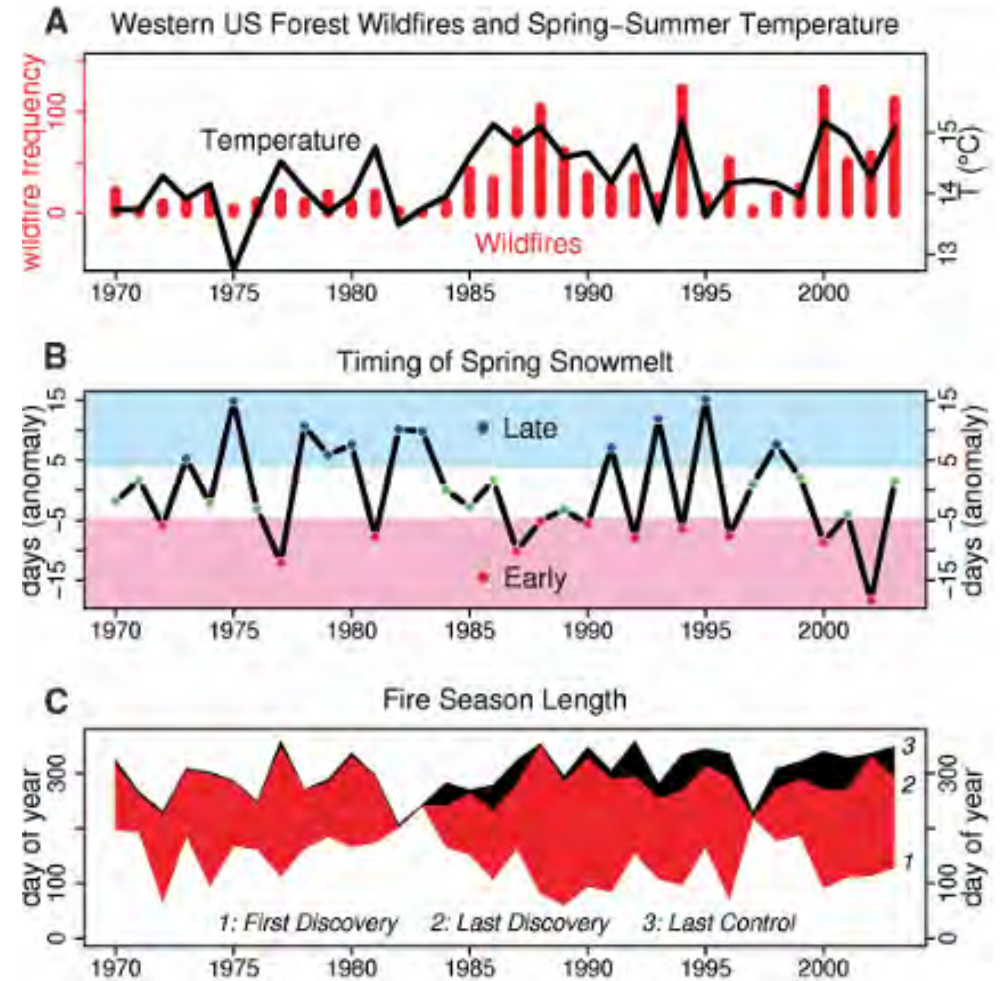 A Western US Forest Wildfires and Spring–Summer Temperature
wildfire frequency
100
0
Temperature
Wildfires
15
14
13
T (°C)
1970 1975 1980 1985 1990 1995 2000
B Timing of Spring Snowmelt
days (anomaly)
15
5
-5
-15
Late
Early
15
5
-5
-15
days (anomaly)
1970 1975 1980 1985 1990 1995 2000
C Fire Season Length
day of year
300
100
0
3
2
1
1: First Discovery 2: Last Discovery 3: Last Control
300
100
0
day of year
1970 1975 1980 1985 1990 1995 2000